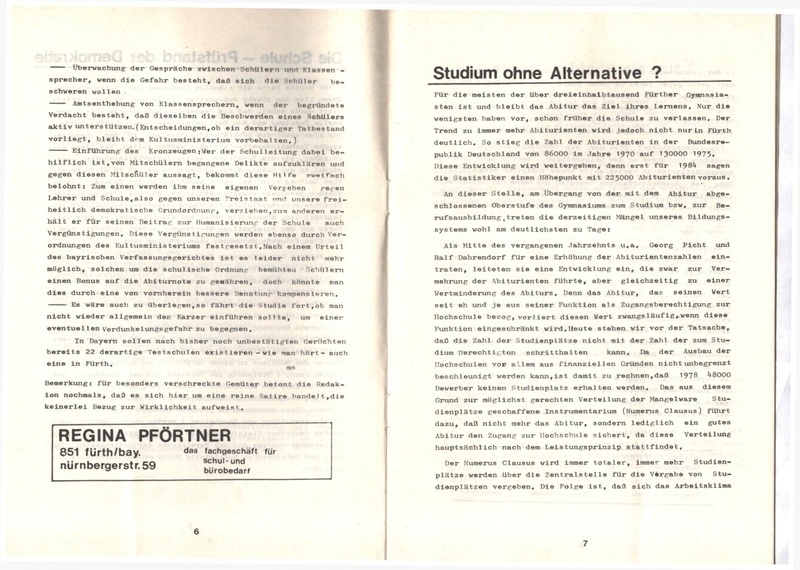 —— Überwachung der Gespräche zwischen Schülern und Klassen -
sprecher, wenn die Gefahr besteht, daß sich die Schüler be-
schweren wollen
—— Amtsenthebung von Klassensprechern, wenn der begründete
Verdacht besteht, daß dieselben die Beschwerden eines Schülers
aktiv unterstützen.(Entscheidungen,ob ein derartiger Tatbestand
vorliegt, bleibt dem Kultusministerium vorbehalten.)
—— Einführung des Kronzeugen:Wer der Schulleitung dabei be-
hilflich ist,von Mitschülern begangene Delikte aufzuklären und
gegen diesen Mitschüler aussagt, bekommt diese Hilfe zweifach
belohnt: Zum einen werden ihm seine eigenen Vergehen gegen
Lehrer und Schule,also gegen unseren Freistaat und unsere frei-
heitlich demokratische Grundordnung, verziehen,zum anderen er-
hält er für seinen Beitrag zur Humanisierung der Schule auch
Vergünstigungen. Diese Vergünstigungen werden ebenso durch Ver-
ordnungen des Kultusministeriums festgesetzt.Nach einem Urteil
des bayrischen Verfassungsgerichtes ist es leider nicht mehr
möglich, solchen um die schulische Ordnung bemühten Schülern
einen Bonus auf die Abiturnote zu gewähren, doch könnte man
dies durch eine von vornherein bessere Benotung kompensieren.
—— Es wäre auch zu überlegen,so fährt die Studie fort,ob man
nicht wieder allgemein den Karzer einführen sollte, um einer
eventuellen Verdunkelungsgefahr zu begegnen.
In Bayern sollen nach bisher noch unbestätigten Gerüchten
bereits 22 derartige Testschulen existieren - wie man hört - auch
eine in Fürth.
mm
Bemerkung: für besonders verschreckte Gemüter betont die Redak-
ion nochmals, daß es sich hier um eine reine Satire handelt,die
keinerlei Bezug zur Wirklichkeit aufweist.
REGINA PFÖRTNER
851 fürth/bay.
nürnbergerstr.59
das fachgeschäft für
schul- und
bürobedarf
6
Studium ohne Alternative ?
Für die meisten der über dreieinhalbtausend Fürther Gymnasia-
sten ist und bleibt das Abitur das Ziel ihres Lernens. Nur die
wenigsten haben vor, schon früher die Schule zu verlassen. Der
Trend zu immer mehr Abiturienten wird jedoch nicht nur in Fürth
deutlich. So stieg die Zahl der Abiturienten in der Bundesre-
publik Deutschland von 86000 im Jahre 1970 auf 130000 1975.
Diese Entwicklung wird weitergehen, denn erst für 1984 sagen
die Statistiker einen Höhepunkt mit 225000 Abiturienten voraus.
An dieser Stelle, am Übergang von der mit dem Abitur abge-
schlossenen Oberstufe des Gymnasiums zum Studium bzw. zur Be-
rufsausbildung,treten die derzeitigen Mängel unseres Bildungs-
systems wohl am deutlichsten zu Tage:
Als Mitte des vergangenen Jahrzehnts u.a. Georg Picht und
Ralf Dahrendorf für eine Erhöhung der Abiturientenzahlen ein-
traten, leiteten sie eine Entwicklung ein, die zwar zur Ver-
mehrung der Abiturienten führte, aber gleichzeitig zu einer
Wertminderung des Abiturs. Denn das Abitur, das seinen Wert
seit eh und je aus seiner Funktion als Zugangsberechtigung zur
Hochschule bezog,verliert diesen Wert zwangsläufig,wenn diese
Funktion eingeschränkt wird.Heute stehen wir vor der Tatsache,
daß die Zahl der Studienplätze nicht mit der Zahl der zum Stu-
dium Berechtigten schritthalten kann. Da der Ausbau der
Hochschulen vor allem aus finanziellen Gründen nicht unbegrenzt
beschleunigt werden kann,ist damit zu rechnen,daß 1978 48000
Bewerber keinen Studienplatz erhalten werden. Das aus diesem
Grund zur möglichst gerechten Verteilung der Mangelware Stu-
dienplätze geschaffene Instrumentarium (Numerus Clausus) führt
dazu, daß nicht mehr das Abitur, sondern lediglich ein gutes
Abitur den Zugang zur Hochschule sichert, da diese Verteilung
hauptsächlich nach dem Leistungsprinzip stattfindet.
Der Numerus Clausus wird immer totaler, immer mehr Studien-
plätze werden über die Zentralstelle für die Vergabe von Stu-
dienplätzen vergeben. Die Folge ist, daß sich das Arbeitsklima
7